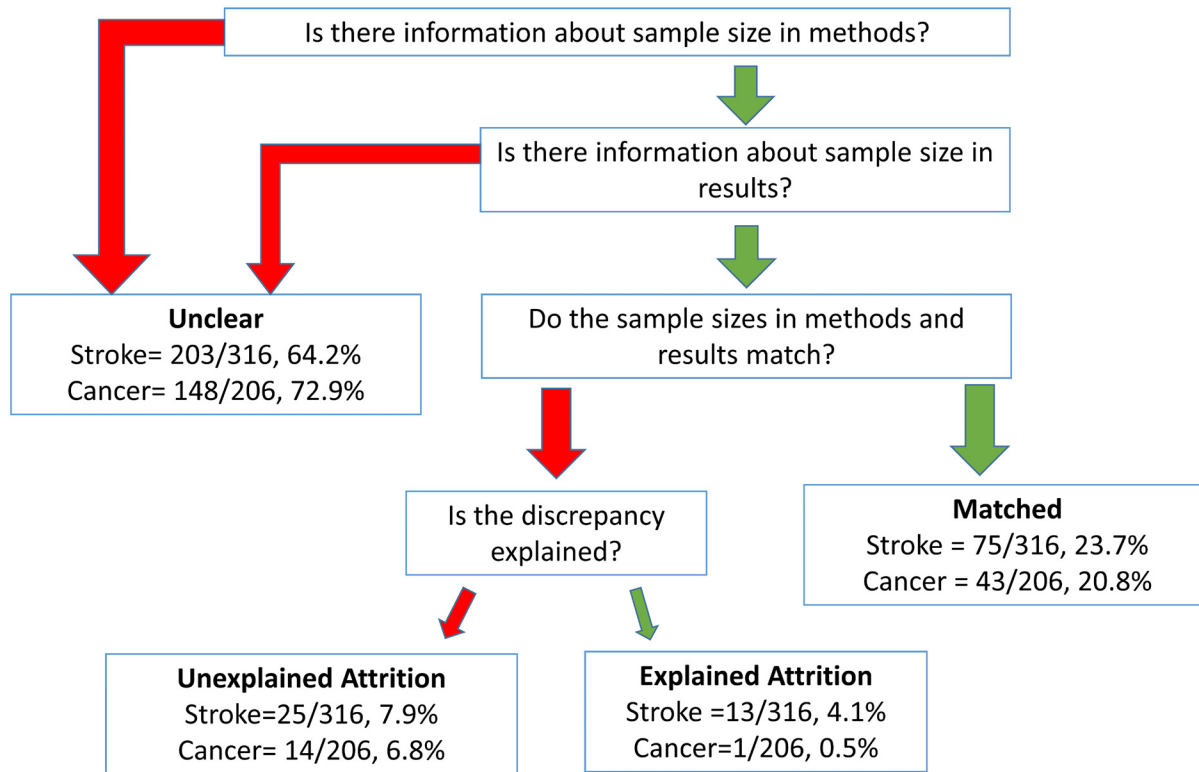 Is there information about sample size in methods?
Is there information about sample size in
results?
Unclear
Stroke= 203/316, 64.2%
Cancer= 148/206, 72.9%
Do the sample sizes in methods and
results match?
Is the discrepancy
explained?
Matched
Stroke = 75/316, 23.7%
Cancer = 43/206, 20.8%
Unexplained Attrition
Stroke=25/316, 7.9%
Cancer= 14/206, 6.8%
Explained Attrition
Stroke =13/316, 4.1%
Cancer=1/206, 0.5%